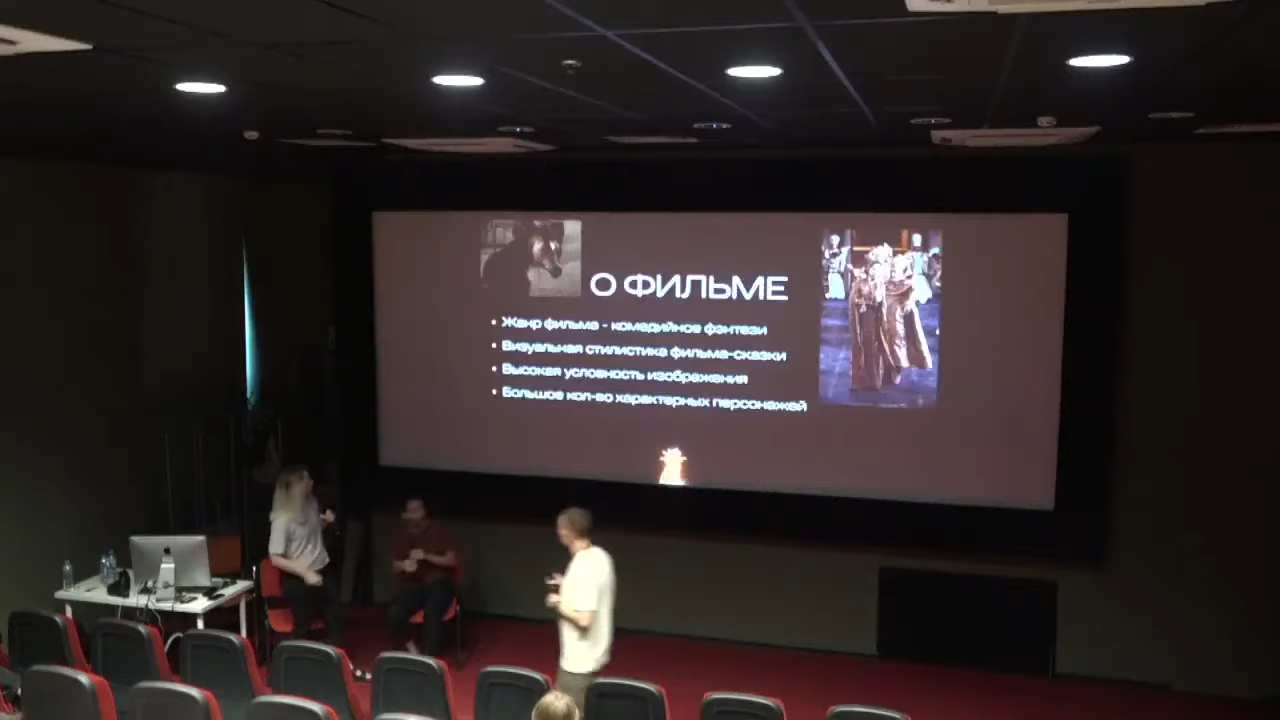 О ФИЛЬМЕ
• Жанр фильма - комедийное фэнтези
• Визуальная стилистика фильма-сказки
• Высокая условность изображения
• Большое кол-во характерных персонажей